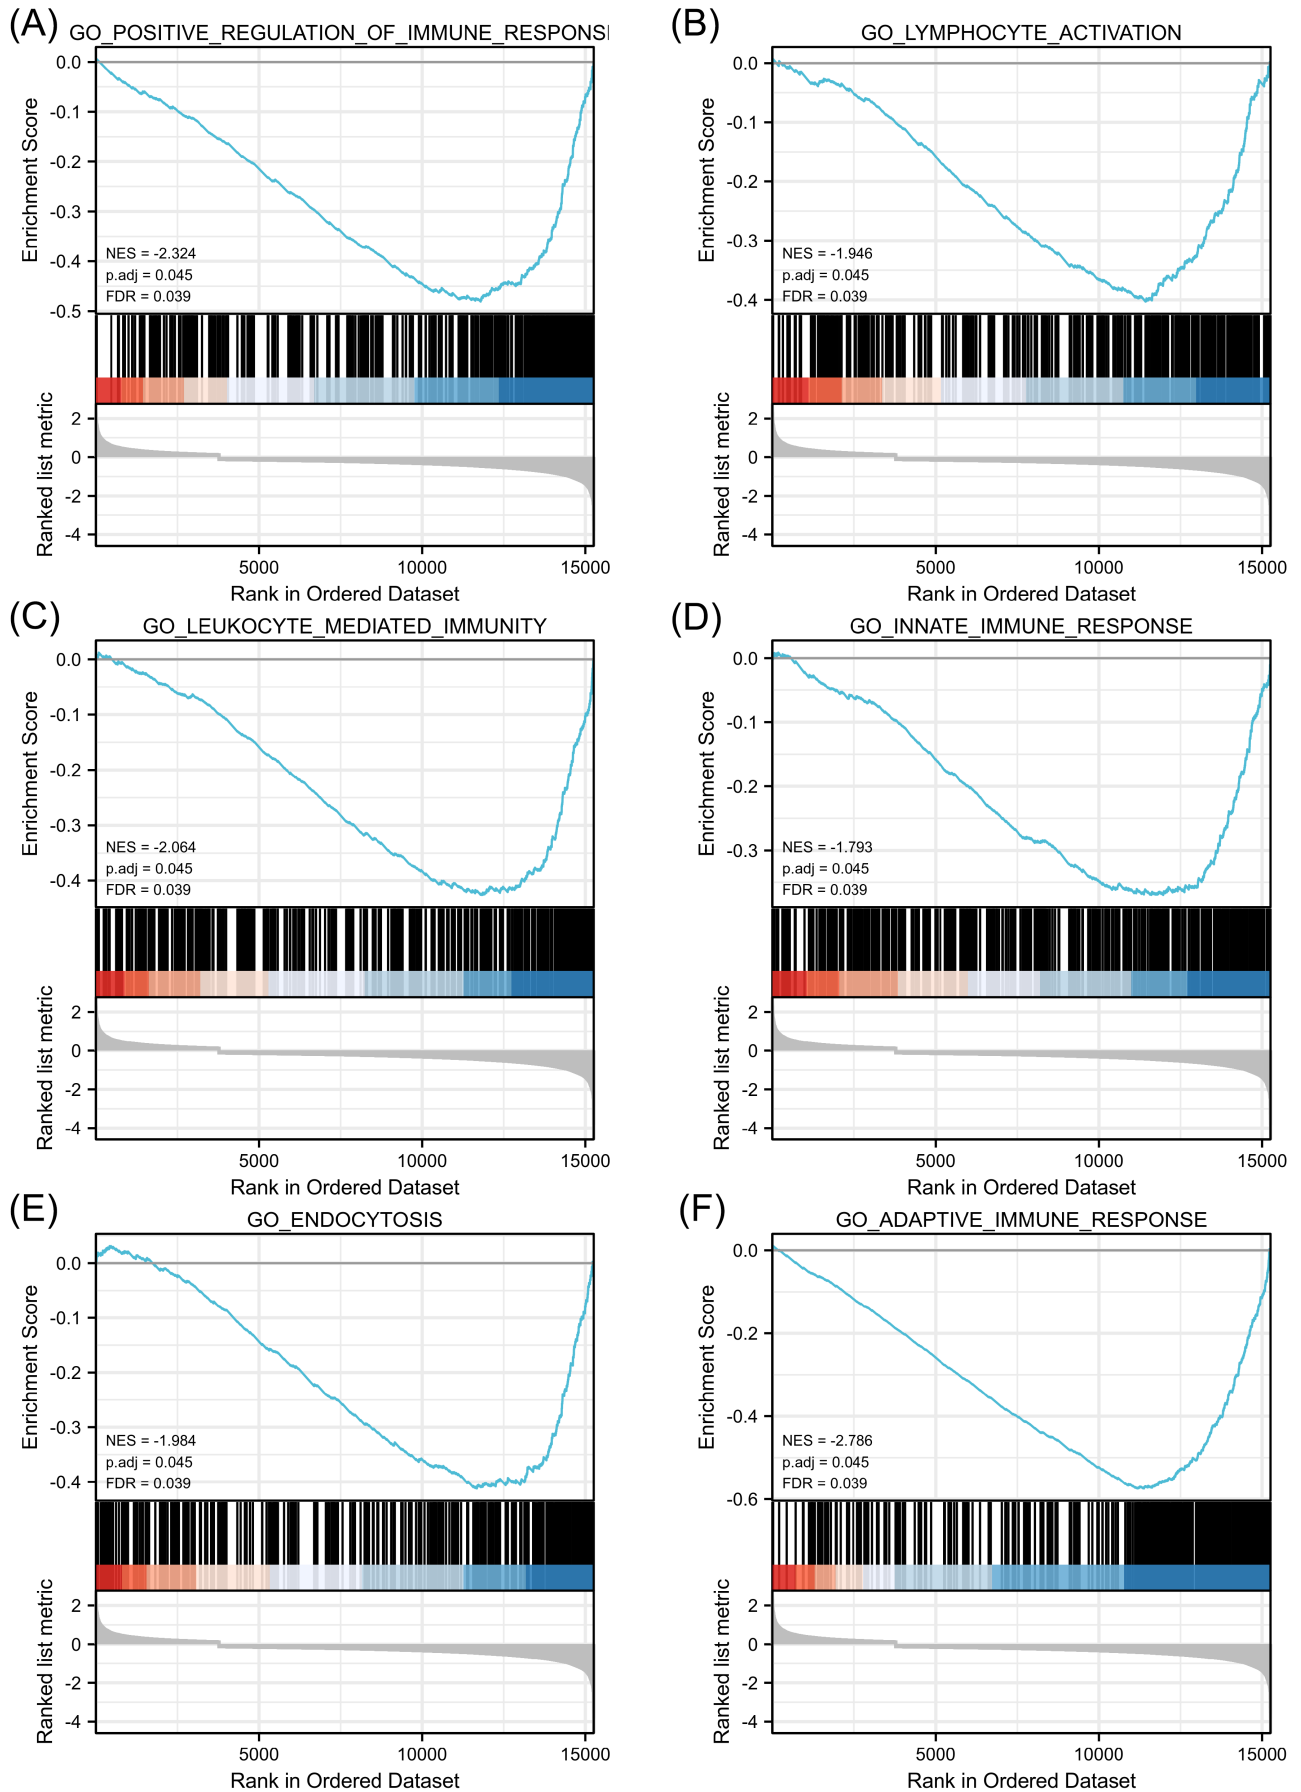 (A) GO_POSITIVE_REGULATION_OF_IMMUNE_RESPONS
0.0
-0.1
-0.2
-0.3
-0.4
-0.5
Enrichment Score
NES = -2.324
p.adj = 0.045
FDR = 0.039
2
0
-2
-4
Ranked list metric
5000 10000 15000
Rank in Ordered Dataset
(B) GO_LYMPHOCYTE_ACTIVATION
0.0
-0.1
-0.2
-0.3
-0.4
Enrichment Score
NES = -1.946
p.adj = 0.045
FDR = 0.039
2
0
-2
-4
Ranked list metric
5000 10000 15000
Rank in Ordered Dataset
(C) GO_LEUKOCYTE_MEDIATED_IMMUNITY
0.0
-0.1
-0.2
-0.3
-0.4
Enrichment Score
NES = -2.064
p.adj = 0.045
FDR = 0.039
2
0
-2
-4
Ranked list metric
5000 10000 15000
Rank in Ordered Dataset
(D) GO_INNATE_IMMUNE_RESPONSE
0.0
-0.1
-0.2
-0.3
Enrichment Score
NES = -1.793
p.adj = 0.045
FDR = 0.039
2
0
-2
-4
Ranked list metric
5000 10000 15000
Rank in Ordered Dataset
(E) GO_ENDOCYTOSIS
0.0
-0.1
-0.2
-0.3
-0.4
Enrichment Score
NES = -1.984
p.adj = 0.045
FDR = 0.039
2
0
-2
-4
Ranked list metric
5000 10000 15000
Rank in Ordered Dataset
(F) GO_ADAPTIVE_IMMUNE_RESPONSE
0.0
-0.2
-0.4
-0.6
Enrichment Score
NES = -2.786
p.adj = 0.045
FDR = 0.039
2
0
-2
-4
Ranked list metric
5000 10000 15000
Rank in Ordered Dataset